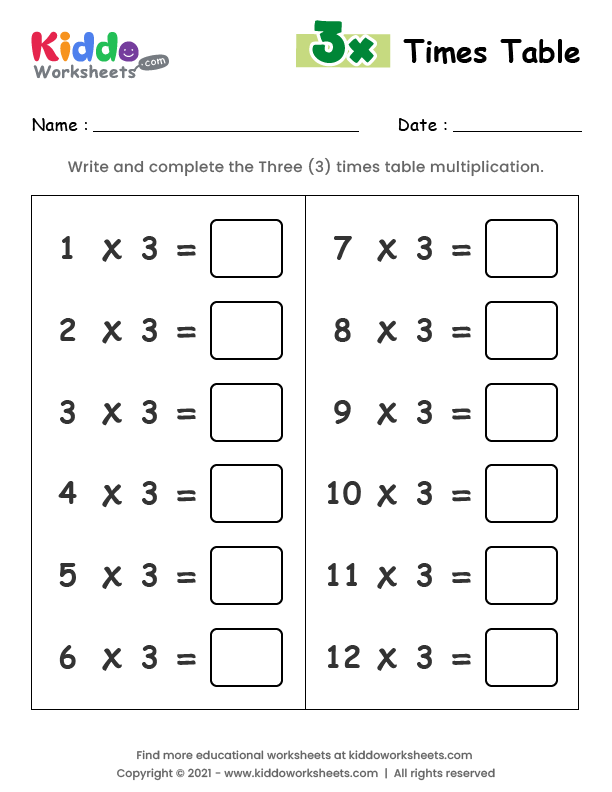 Kiddo
Worksheets.com
3x Times Table
Name : Date :
Write and complete the Three (3) times table multiplication.
1 x 3 =
2 x 3 =
3 x 3 =
4 x 3 =
5 x 3 =
6 x 3 =
7 x 3 =
8 x 3 =
9 x 3 =
10 x 3 =
11 x 3 =
12 x 3 =
Find more educational worksheets at kiddoworksheets.com
Copyright © 2021 - www.kiddoworksheets.com | All rights reserved